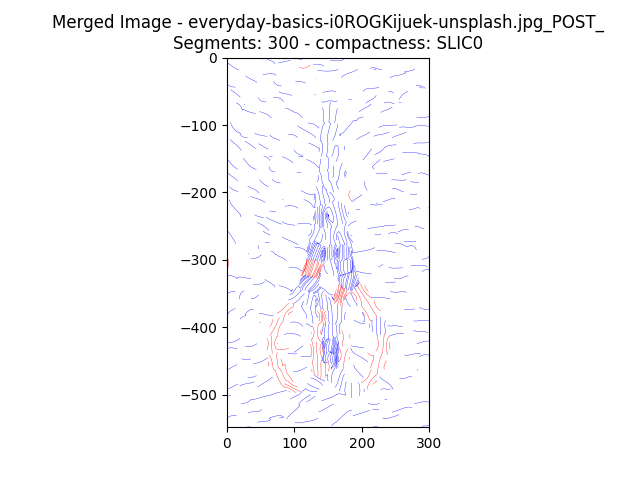 Merged Image - everyday-basics-i0ROGKijuek-unsplash.jpg_POST_
Segments: 300 - compactness: SLIC0
0
−100
−200
−300
−400
−500
0 100 200 300